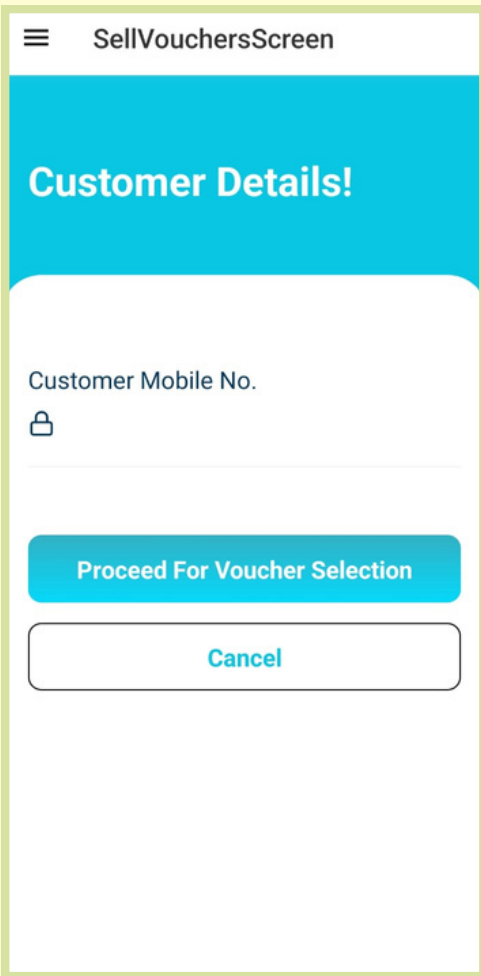 SellVouchersScreen
Customer Details!
Customer Mobile No.
Proceed For Voucher Selection
Cancel